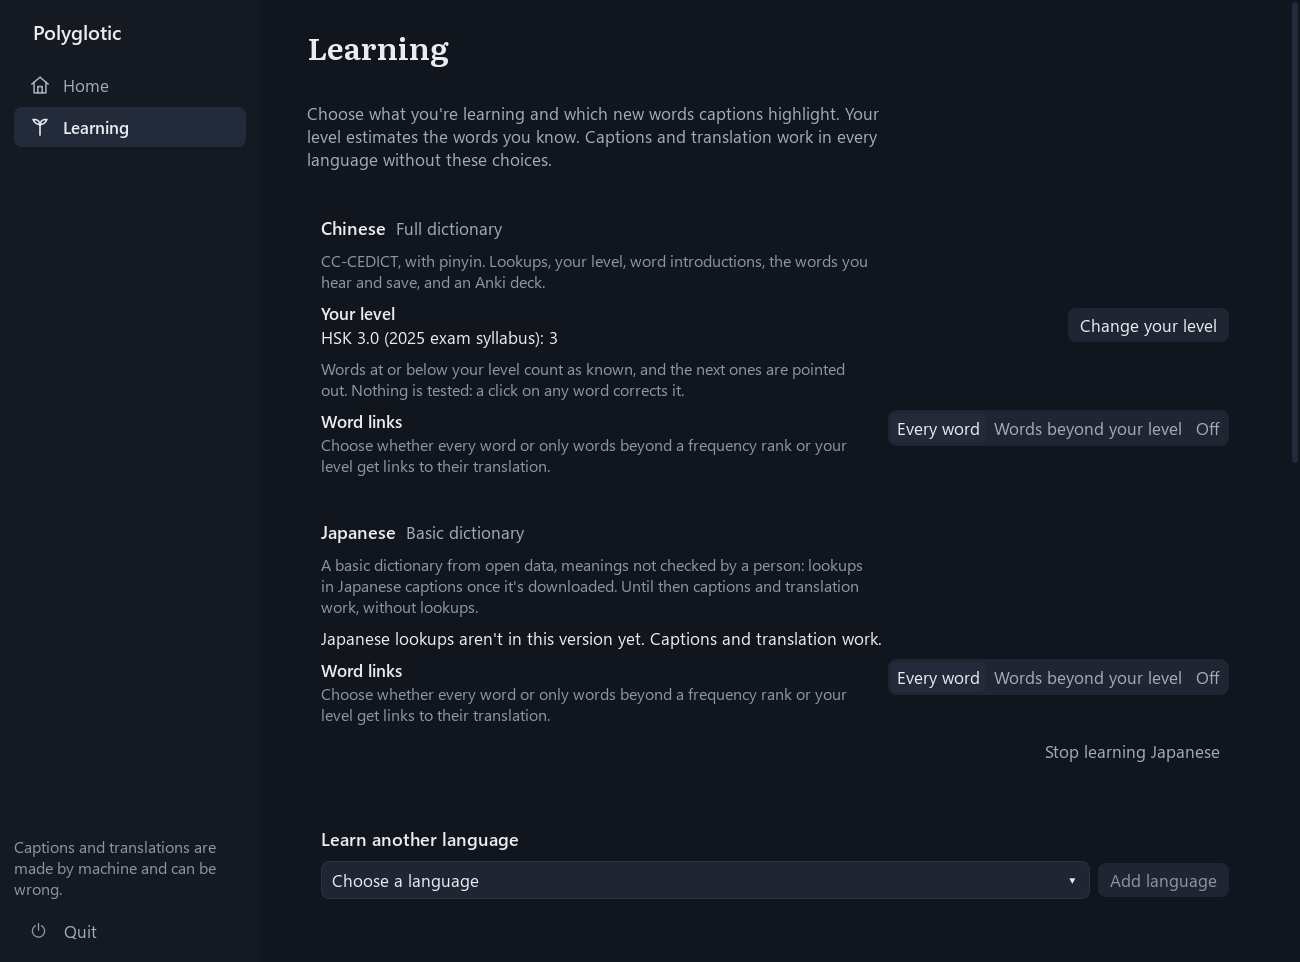 Polyglotic
Home
Learning
Captions and translations are
made by machine and can be
wrong.
Quit
Learning
Choose what you're learning and which new words captions highlight. Your
level estimates the words you know. Captions and translation work in every
language without these choices.
Chinese Full dictionary
CC-CEDICT, with pinyin. Lookups, your level, word introductions, the words you
hear and save, and an Anki deck.
Your level
HSK 3.0 (2025 exam syllabus): 3
Change your level
Words at or below your level count as known, and the next ones are pointed
out. Nothing is tested: a click on any word corrects it.
Word links
Choose whether every word or only words beyond a frequency rank or your
level get links to their translation.
Every word Words beyond your level Off
Japanese Basic dictionary
A basic dictionary from open data, meanings not checked by a person: lookups
in Japanese captions once it's downloaded. Until then captions and translation
work, without lookups.
Japanese lookups aren't in this version yet. Captions and translation work.
Word links
Choose whether every word or only words beyond a frequency rank or your
level get links to their translation.
Every word Words beyond your level Off
Stop learning Japanese
Learn another language
Choose a language
Add language